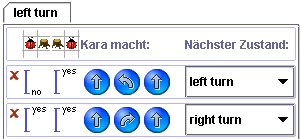 left turn
Kara macht: Nächster Zustand:
no yes left turn
yes yes right turn